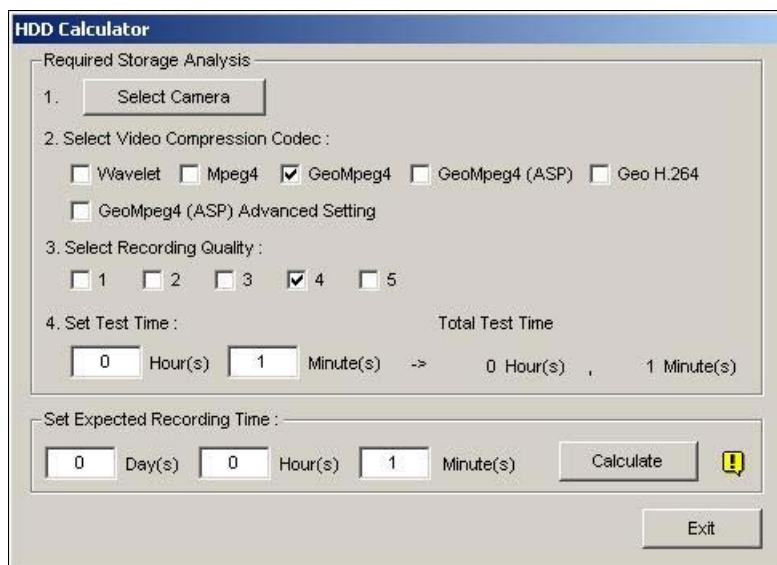 HDD Calculator
Required Storage Analysis
1. Select Camera
2. Select Video Compression Codec :
Wavelet Mpeg4 GeoMpeg4 GeoMpeg4 (ASP) Geo H.264
GeoMpeg4 (ASP) Advanced Setting
3. Select Recording Quality :
1 2 3 4 5
4. Set Test Time : Total Test Time
0 Hour(s) 1 Minute(s) -> 0 Hour(s) , 1 Minute(s)
Set Expected Recording Time :
0 Day(s) 0 Hour(s) 1 Minute(s) Calculate !
Exit